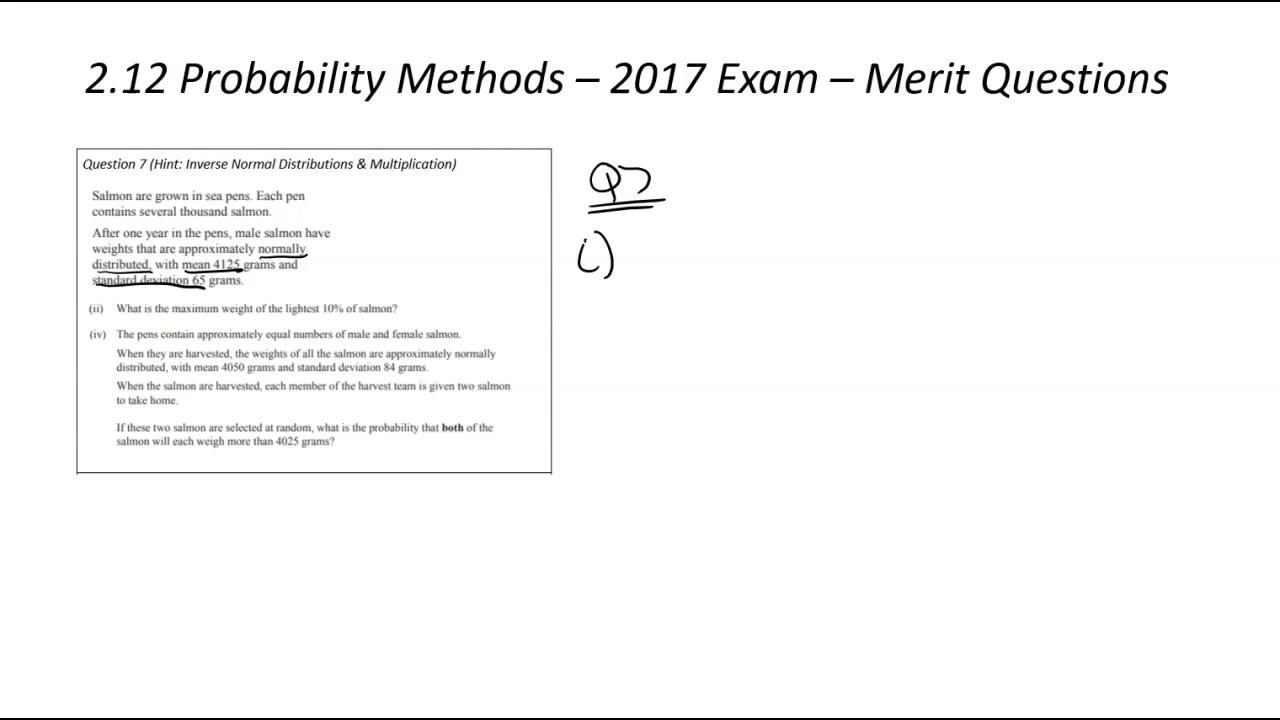 2.12 Probability Methods – 2017 Exam – Merit Questions
Question 7 (Hint: Inverse Normal Distributions & Multiplication)
Salmon are grown in sea pens. Each pen
contains several thousand salmon.
After one year in the pens, male salmon have
weights that are approximately normally
distributed, with mean 4125 grams and
standard deviation 65 grams.
(ii) What is the maximum weight of the lightest 10% of salmon?
(iv) The pens contain approximately equal numbers of male and female salmon.
When they are harvested, the weights of all the salmon are approximately normally
distributed, with mean 4050 grams and standard deviation 84 grams.
When the salmon are harvested, each member of the harvest team is given two salmon
to take home.
If these two salmon are selected at random, what is the probability that both of the
salmon will each weigh more than 4025 grams?
Q7
i)